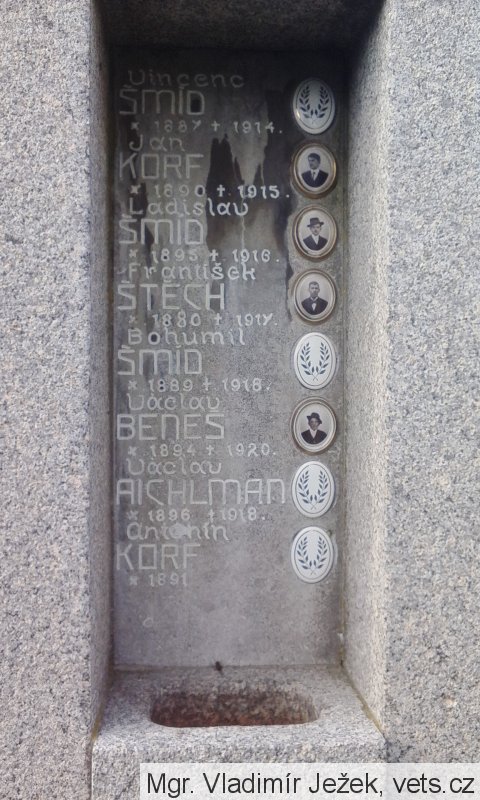 Vincenc
ŠMÍD
* 1887 + 1914.
Jan
KORF
* 1890 + 1915.
Ladislav
ŠMÍD
* 1895 + 1916.
František
ŠTECH
* 1880 + 1917.
Bohumil
ŠMÍD
* 1889 + 1918.
Václav
BENEŠ
* 1894 + 1920.
Václav
AICHLMAN
* 1896 + 1918.
Antonín
KORF
* 1891
Mgr. Vladimír Ježek, vets.cz